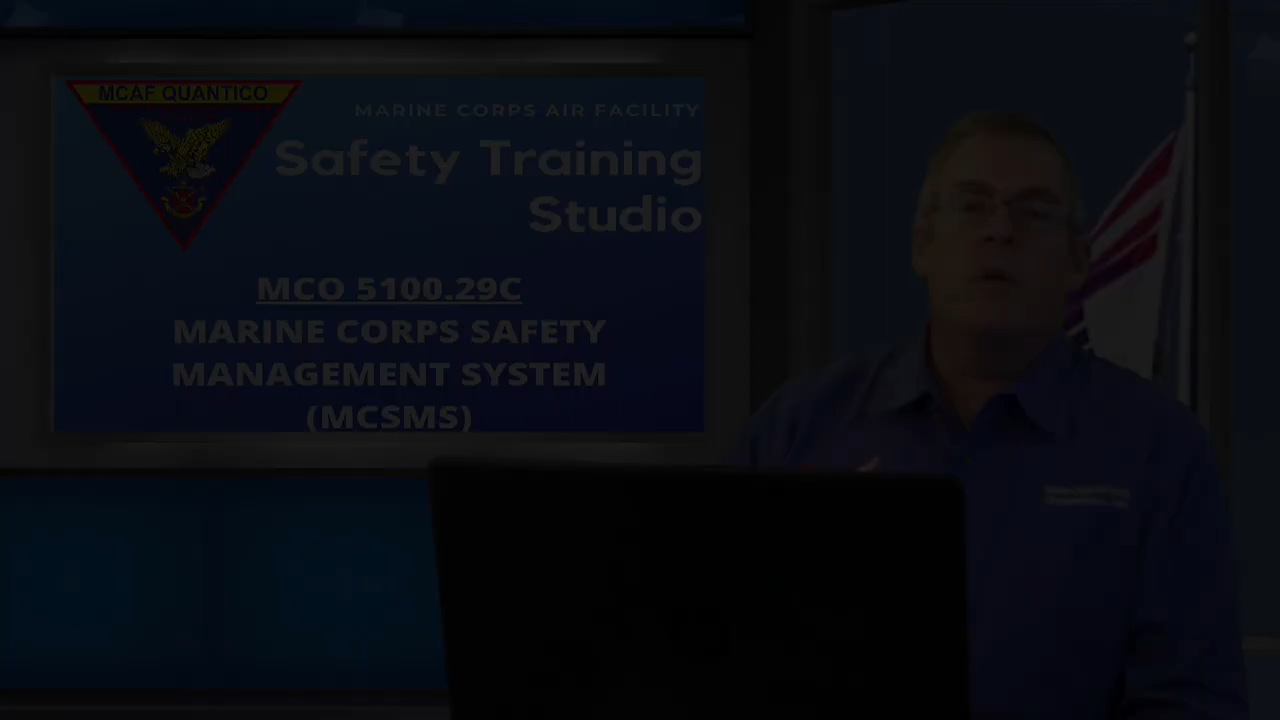 MCAF QUANTICO
MARINE CORPS AIR FACILITY
Safety Training
Studio
MCO 5100.29C
MARINE CORPS SAFETY
MANAGEMENT SYSTEM
(MCSMS)